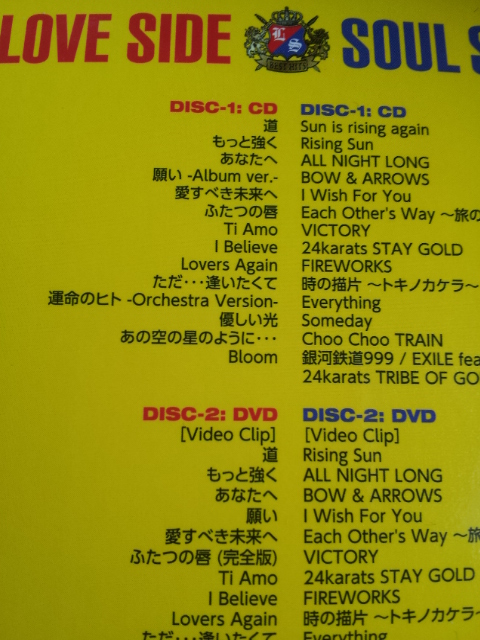 LOVE SIDE
DISC-1: CD
道
もっと強く
あなたへ
願い -Album ver.-
愛すべき未来へ
ふたつの唇
Ti Amo
I Believe
Lovers Again
ただ・・・逢いたくて
運命のヒト -Orchestra Version-
優しい光
あの空の星のように・・・
Bloom
DISC-2: DVD
[Video Clip]
道
もっと強く
あなたへ
願い
愛すべき未来へ
ふたつの唇 (完全版)
Ti Amo
I Believe
Lovers Again
ただ・・・逢いたくて
L S
BEST HITS
SOUL S
DISC-1: CD
Sun is rising again
Rising Sun
ALL NIGHT LONG
BOW & ARROWS
I Wish For You
Each Other's Way ～旅の
VICTORY
24karats STAY GOLD
FIREWORKS
時の描片 ～トキノカケラ～
Everything
Someday
Choo Choo TRAIN
銀河鉄道999 / EXILE fea
24karats TRIBE OF GO
DISC-2: DVD
[Video Clip]
Rising Sun
ALL NIGHT LONG
BOW & ARROWS
I Wish For You
Each Other's Way ～旅
VICTORY
24karats STAY GOLD
FIREWORKS
時の描片 ～トキノカケラ～
Everything